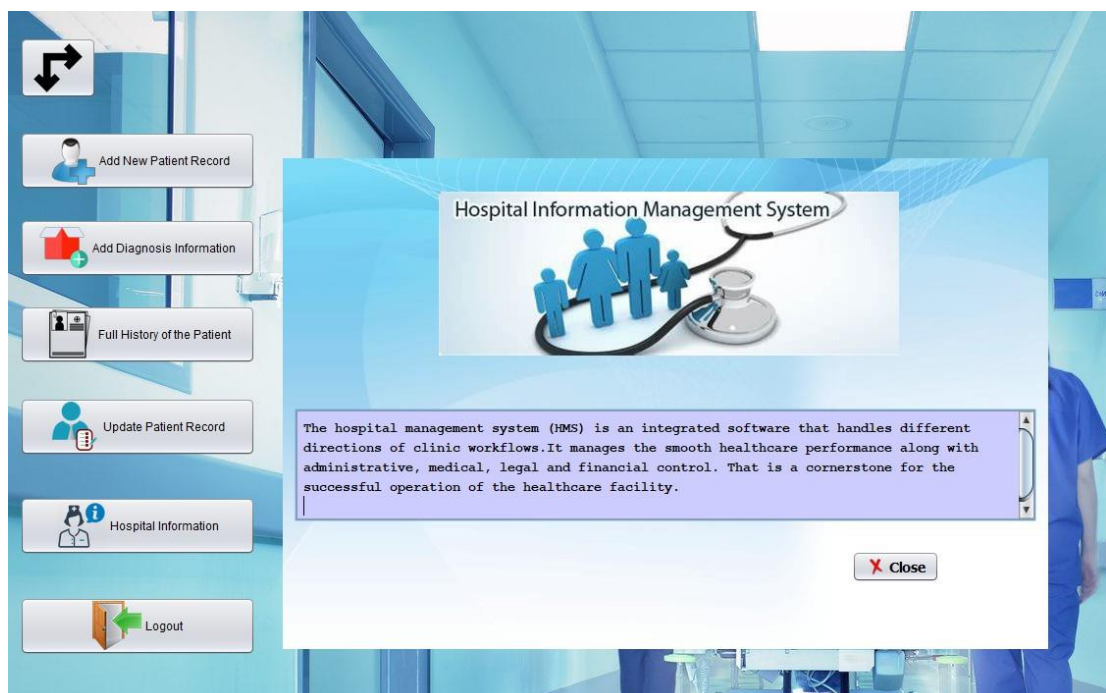 Add New Patient Record
Add Diagnosis Information
Full History of the Patient
Update Patient Record
Hospital Information
Logout
Hospital Information Management System
The hospital management system (HMS) is an integrated software that handles different
directions of clinic workflows.It manages the smooth healthcare performance along with
administrative, medical, legal and financial control. That is a cornerstone for the
successful operation of the healthcare facility.
X Close